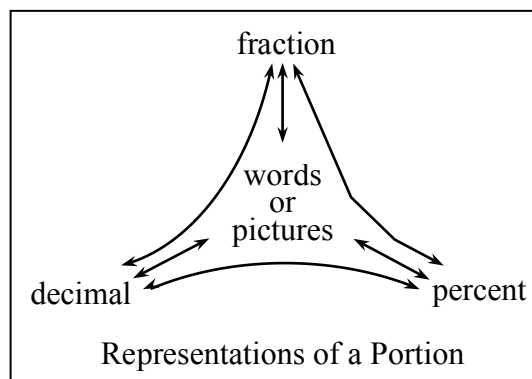 fraction
words
or
pictures
decimal
percent
Representations of a Portion